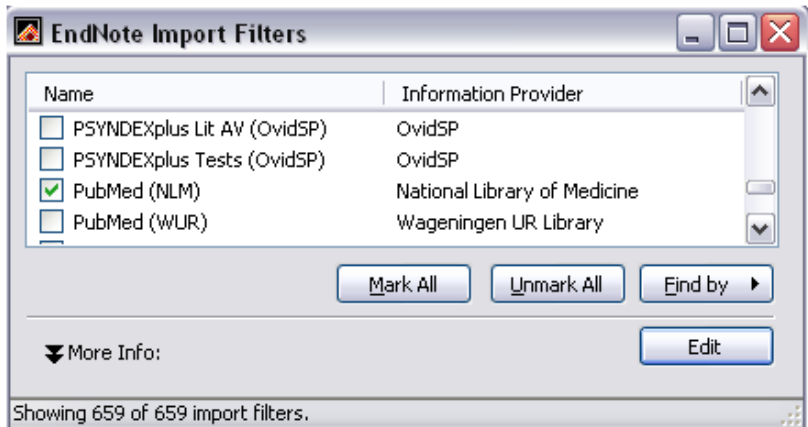 EndNote Import Filters
Name Information Provider
PSYNDEXplus Lit AV (OvidSP) OvidSP
PSYNDEXplus Tests (OvidSP) OvidSP
PubMed (NLM) National Library of Medicine
PubMed (WUR) Wageningen UR Library
Mark All Unmark All Find by
More Info: Edit
Showing 659 of 659 import filters.